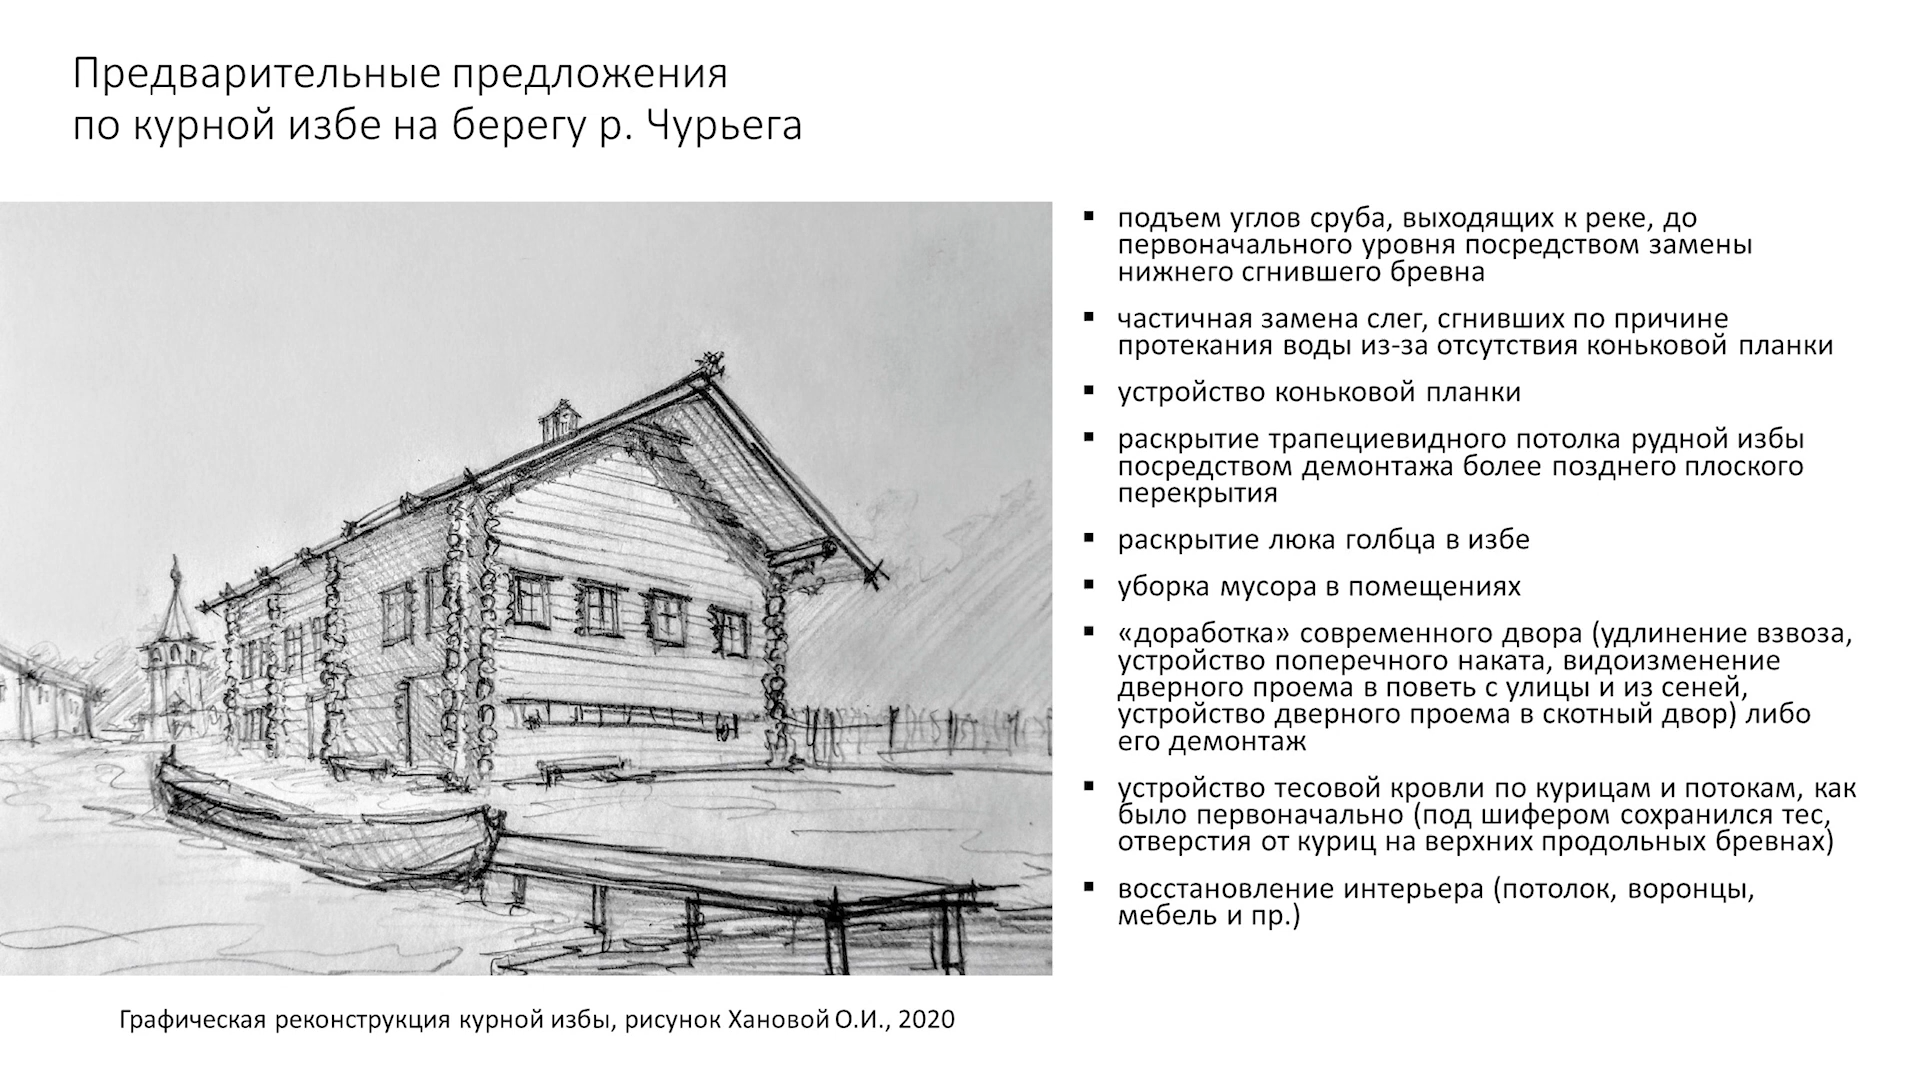 Предварительные предложения
по курной избе на берегу р. Чурьега
▪ подъем углов сруба, выходящих к реке, до
первоначального уровня посредством замены
нижнего сгнившего бревна
▪ частичная замена слег, сгнивших по причине
протекания воды из-за отсутствия коньковой планки
▪ устройство коньковой планки
▪ раскрытие трапециевидного потолка рудной избы
посредством демонтажа более позднего плоского
перекрытия
▪ раскрытие люка голбца в избе
▪ уборка мусора в помещениях
▪ «доработка» современного двора (удлинение взвоза,
устройство поперечного наката, видоизменение
дверного проема в поветь с улицы и из сеней,
устройство дверного проема в скотный двор) либо
его демонтаж
▪ устройство тесовой кровли по курицам и потокам, как
было первоначально (под шифером сохранился тес,
отверстия от куриц на верхних продольных бревнах)
▪ восстановление интерьера (потолок, воронцы,
мебель и пр.)
Графическая реконструкция курной избы, рисунок Хановой О.И., 2020